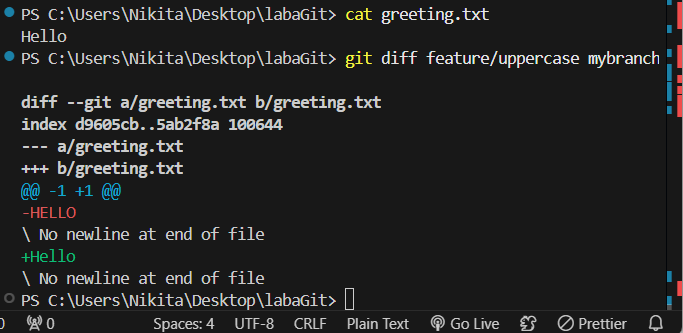 PS C:\Users\Nikita\Desktop\labaGit> cat greeting.txt
Hello
PS C:\Users\Nikita\Desktop\labaGit> git diff feature/uppercase mybranch
diff --git a/greeting.txt b/greeting.txt
index d9605cb..5ab2f8a 100644
--- a/greeting.txt
+++ b/greeting.txt
@@ -1 +1 @@
-HELLO
\ No newline at end of file
+Hello
\ No newline at end of file
PS C:\Users\Nikita\Desktop\labaGit>
0 0 Spaces: 4 UTF-8 CRLF Plain Text Go Live Prettier